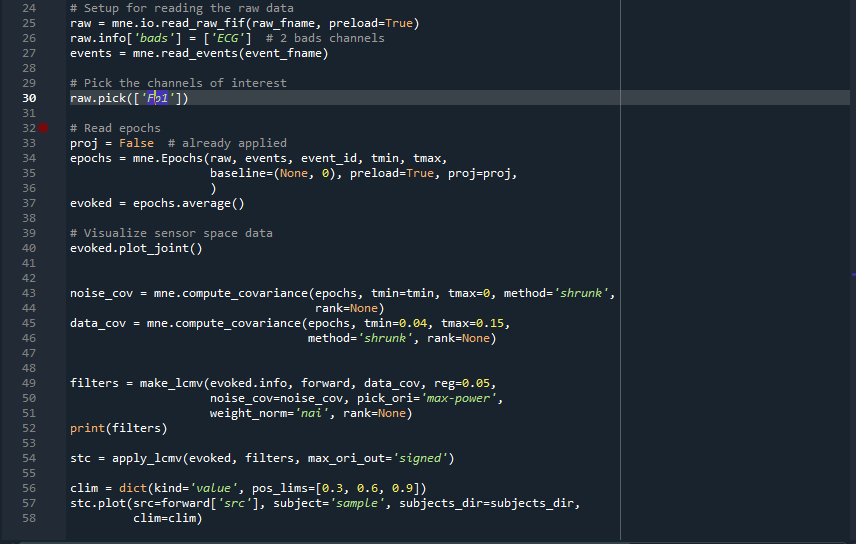 24 # Setup for reading the raw data
25 raw = mne.io.read_raw_fif(raw_fname, preload=True)
26 raw.info['bads'] = ['ECG']  # 2 bads channels
27 events = mne.read_events(event_fname)
28
29 # Pick the channels of interest
30 raw.pick(['Fp1'])
31
32 # Read epochs
33 proj = False  # already applied
34 epochs = mne.Epochs(raw, events, event_id, tmin, tmax,
35                     baseline=(None, 0), preload=True, proj=proj,
36                     )
37 evoked = epochs.average()
38
39 # Visualize sensor space data
40 evoked.plot_joint()
41
42
43 noise_cov = mne.compute_covariance(epochs, tmin=tmin, tmax=0, method='shrunk',
44                                    rank=None)
45 data_cov = mne.compute_covariance(epochs, tmin=0.04, tmax=0.15,
46                                   method='shrunk', rank=None)
47
48
49 filters = make_lcmv(evoked.info, forward, data_cov, reg=0.05,
50                     noise_cov=noise_cov, pick_ori='max-power',
51                     weight_norm='nai', rank=None)
52 print(filters)
53
54 stc = apply_lcmv(evoked, filters, max_ori_out='signed')
55
56 clim = dict(kind='value', pos_lims=[0.3, 0.6, 0.9])
57 stc.plot(src=forward['src'], subject='sample', subjects_dir=subjects_dir,
58          clim=clim)